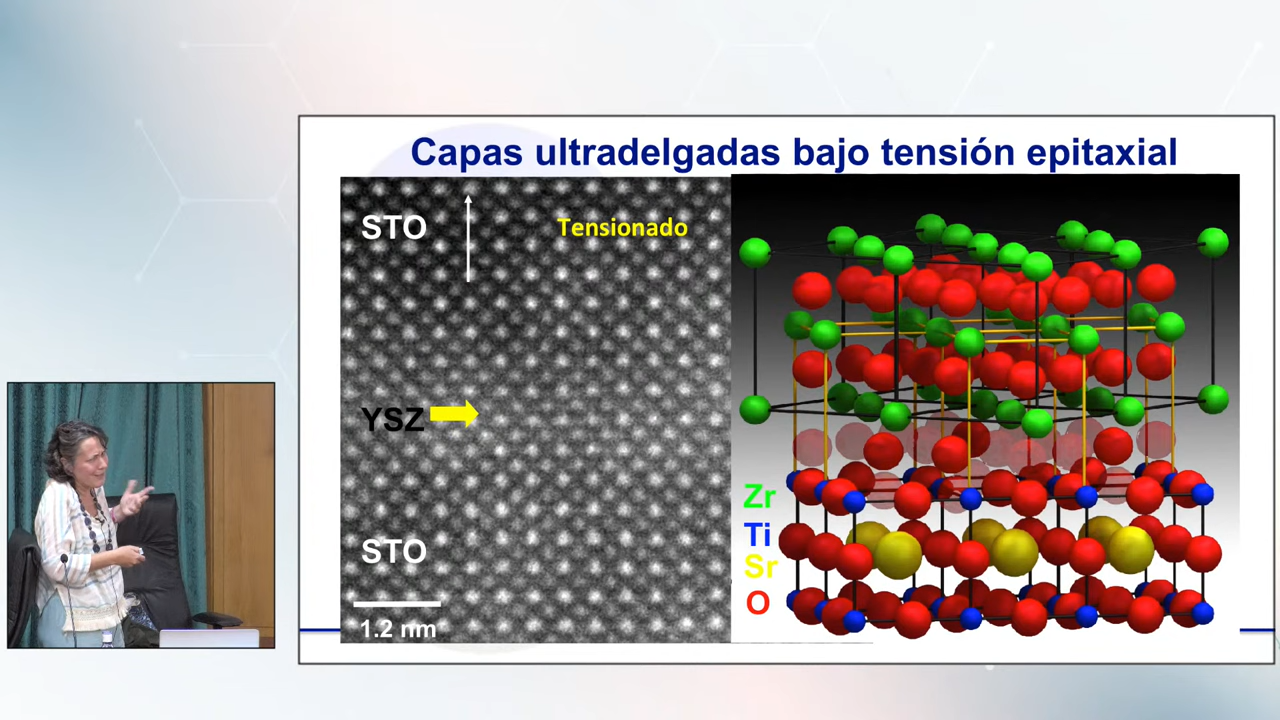 Capas ultradelgadas bajo tensión epitaxial
STO
Tensionado
YSZ
STO
1.2 nm
Zr
Ti
Sr
O